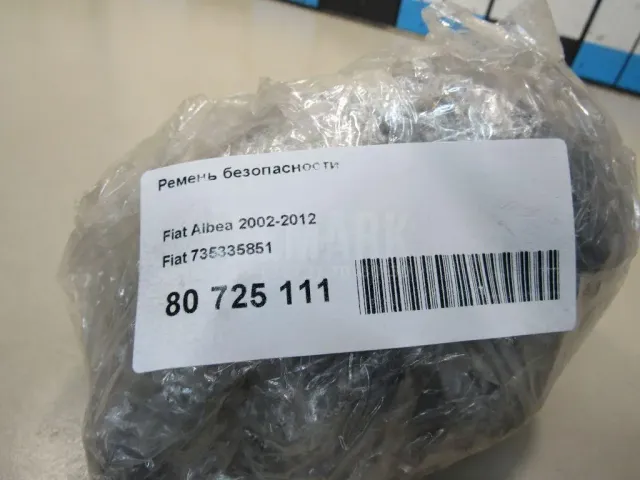 Ремень безопасности
Fiat Albea 2002-2012
Fiat 735335851
80 725 111